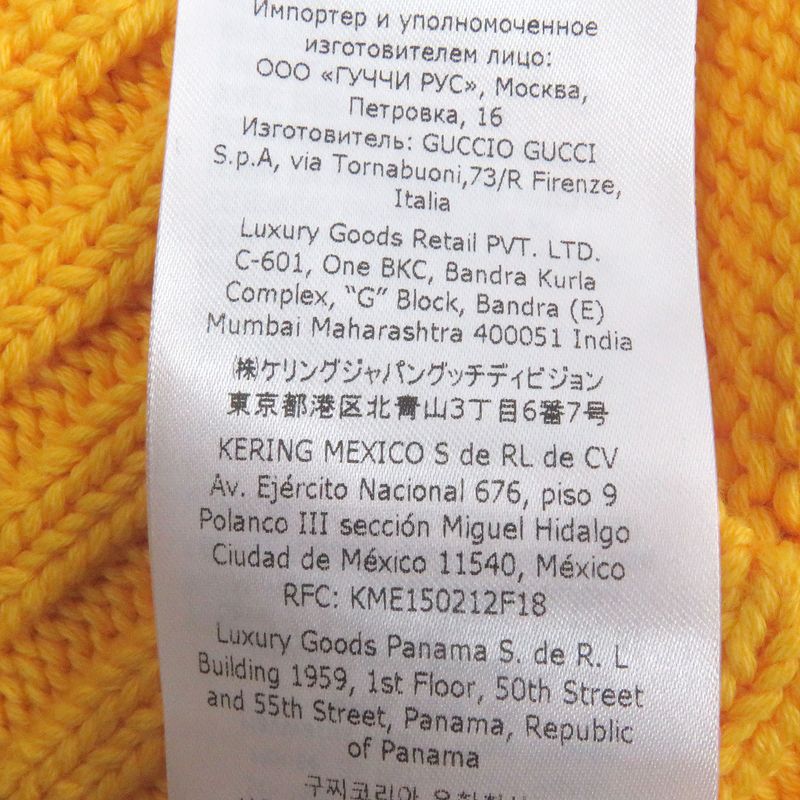 Импортер и уполномоченное
изготовителем лицо:
ООО «ГУЧЧИ РУС», Москва,
Петровка, 16
Изготовитель: GUCCIO GUCCI
S.p.A, via Tornabuoni,73/R Firenze,
Italia
Luxury Goods Retail PVT. LTD.
C-601, One BKC, Bandra Kurla
Complex, “G” Block, Bandra (E)
Mumbai Maharashtra 400051 India
㈱ケリングジャパングッチディビジョン
東京都港区北青山3丁目6番7号
KERING MEXICO S de RL de CV
Av. Ejército Nacional 676, piso 9
Polanco III sección Miguel Hidalgo
Ciudad de México 11540, México
RFC: KME150212F18
Luxury Goods Panama S. de R. L
Building 1959, 1st Floor, 50th Street
and 55th Street, Panama, Republic
of Panama
구찌코리아